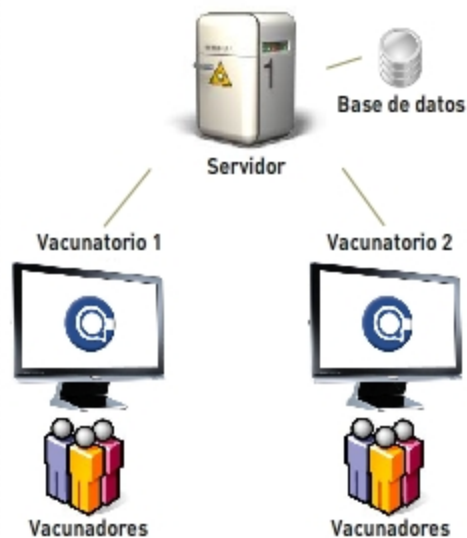 Base de datos
Servidor
Vacunatorio 1
Vacunatorio 2
Vacunadores
Vacunadores